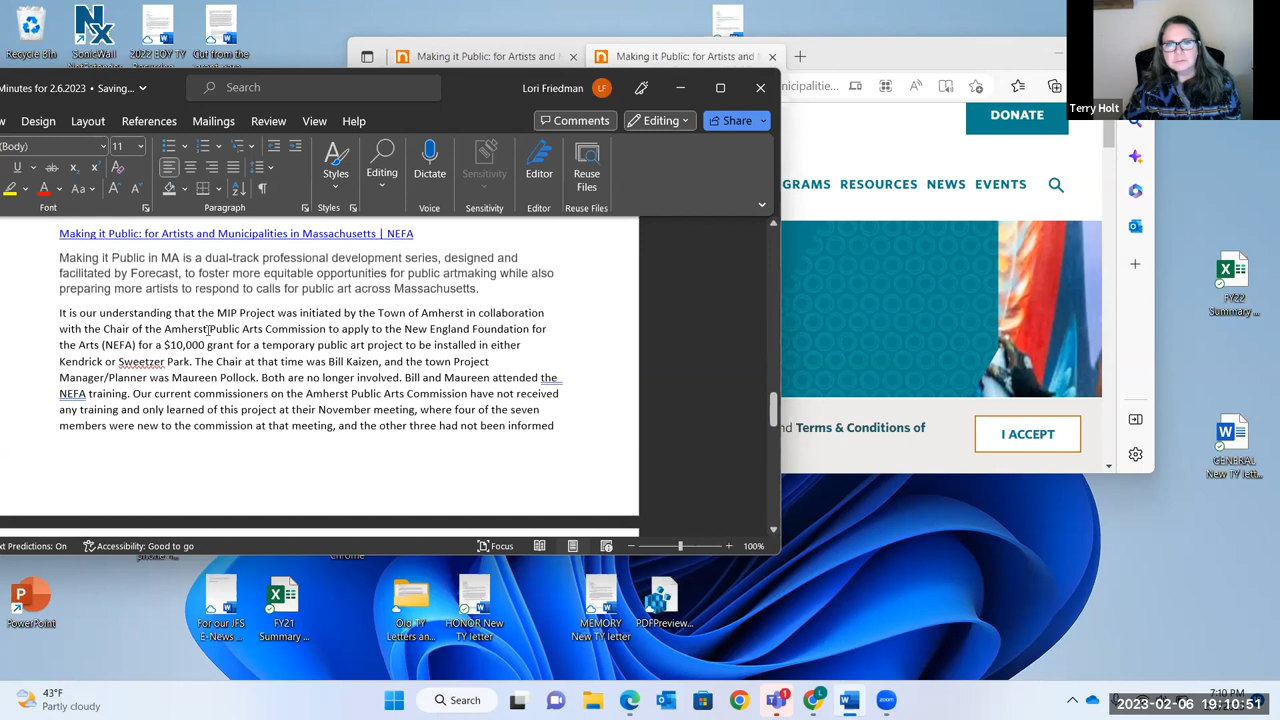 Recycle Bin
SonicWall
2022 EOY TY
Making it Public: for Artists and
Making it Public: for Artists and M
Terry Holt
Minutes for 2.6.2023 • Saving...
Search
Lori Friedman
LF
Design
Layout
References
Mailings
Review
View
Help
Comments
Editing
Share
(Body)
11
Styles
Editing
Dictate
Sensitivity
Editor
Reuse
Files
Font
Paragraph
Styles
Voice
Sensitivity
Editor
Reuse Files
DONATE
GRAMS
RESOURCES
NEWS
EVENTS
Making it Public: for Artists and Municipalities in Massachusetts | NEFA
Making it Public in MA is a dual-track professional development series, designed and
facilitated by Forecast, to foster more equitable opportunities for public artmaking while also
preparing more artists to respond to calls for public art across Massachusetts.
It is our understanding that the MIP Project was initiated by the Town of Amherst in collaboration
with the Chair of the Amherst Public Arts Commission to apply to the New England Foundation for
the Arts (NEFA) for a $10,000 grant for a temporary public art project to be installed in either
Kendrick or Sweetzer Park. The Chair at that time was Bill Kaizen, and the town Project
Manager/Planner was Maureen Pollock. Both are no longer involved. Bill and Maureen attended the
NEFA training. Our current commissioners on the Amherst Public Arts Commission have not received
any training and only learned of this project at their November meeting, where four of the seven
members were new to the commission at that meeting, and the other three had not been informed
nd Terms & Conditions of
I ACCEPT
FY22
Summary ...
GENERAL
New TY lett...
xt Predictions: On
Accessibility: Good to go
Focus
100%
PowerPoint
For our JFS
E-News ...
FY21
Summary ...
Chrome
Old TY
Letters an...
HONOR New
TY letter
MEMORY
New TY letter
PDFPreview...
43°F
Partly cloudy
Search
1
7:10 PM
2023-02-06 19:10:51